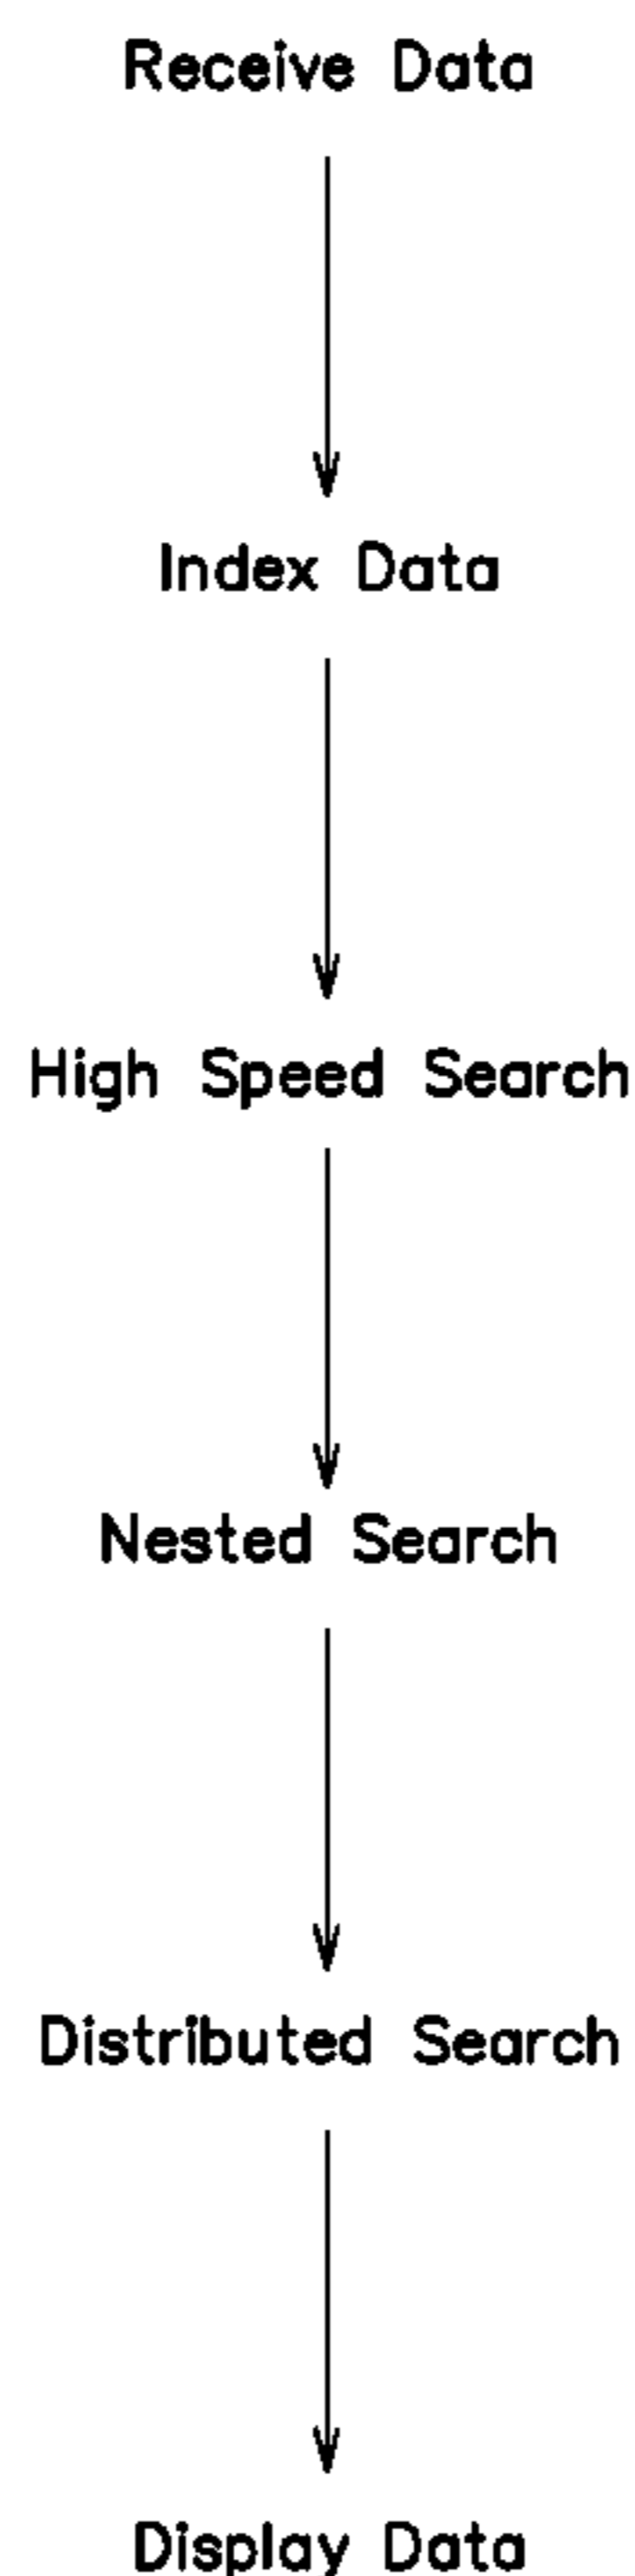 Receive Data
Index Data
High Speed Search
Nested Search
Distributed Search
Display Data